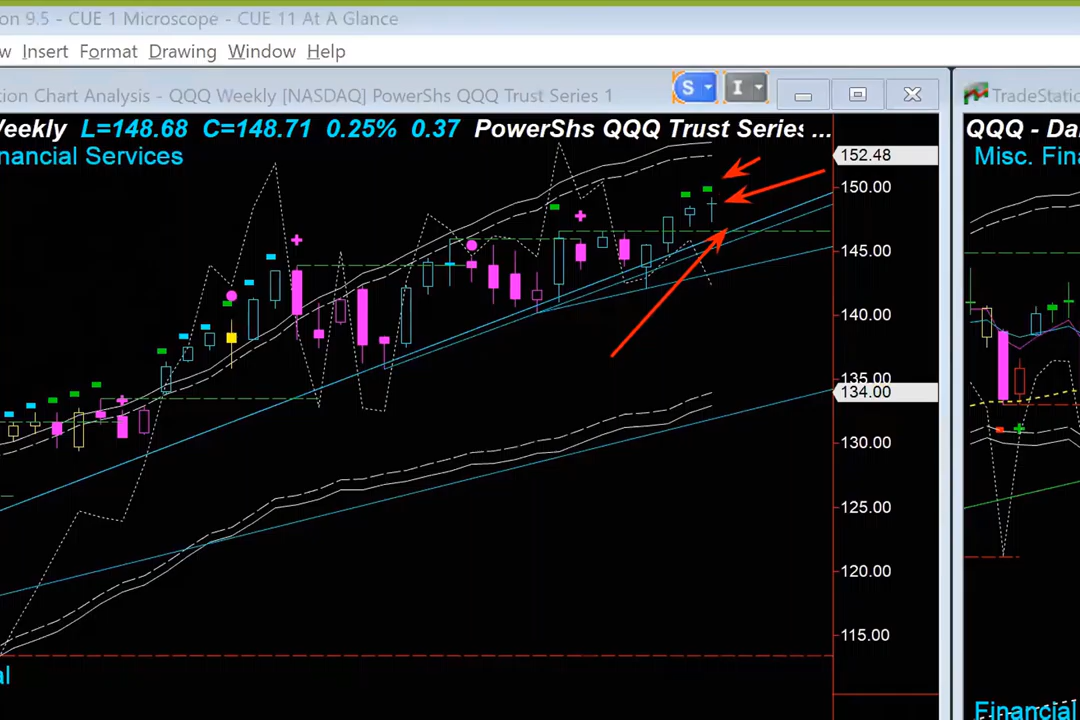 on 9.5 - CUE 1 Microscope - CUE 11 At A Glance
w Insert Format Drawing Window Help
tion Chart Analysis - QQQ Weekly [NASDAQ] PowerShs QQQ Trust Series 1
S
I
TradeStatic
Weekly L=148.68 C=148.71 0.25% 0.37 PowerShs QQQ Trust Series ...
nancial Services
QQQ - Da
Misc. Fina
152.48
150.00
145.00
140.00
135.00
134.00
130.00
125.00
120.00
115.00
al
Financial